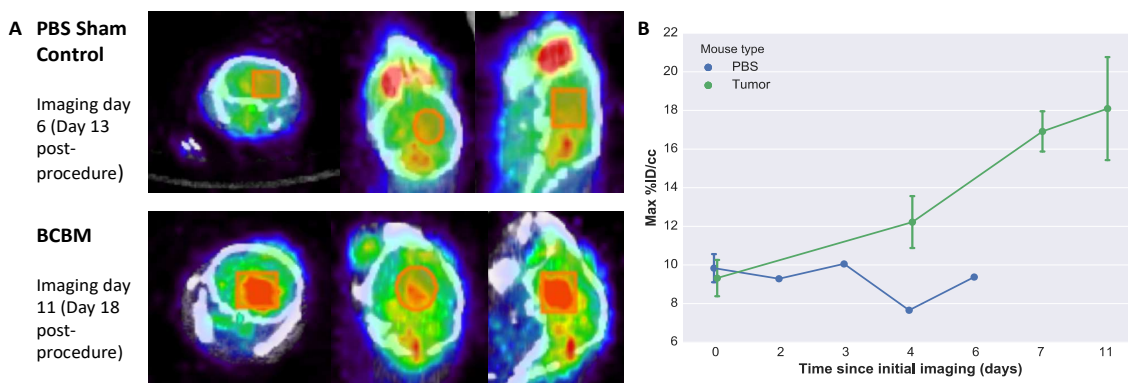 A PBS Sham
Control
Imaging day
6 (Day 13
post-
procedure)
BCBM
Imaging day
11 (Day 18
post-
procedure)
B
22
20
18
16
14
12
10
8
6
Max %ID/cc
Mouse type
PBS
Tumor
0 2 3 4 6 7 11
Time since initial imaging (days)